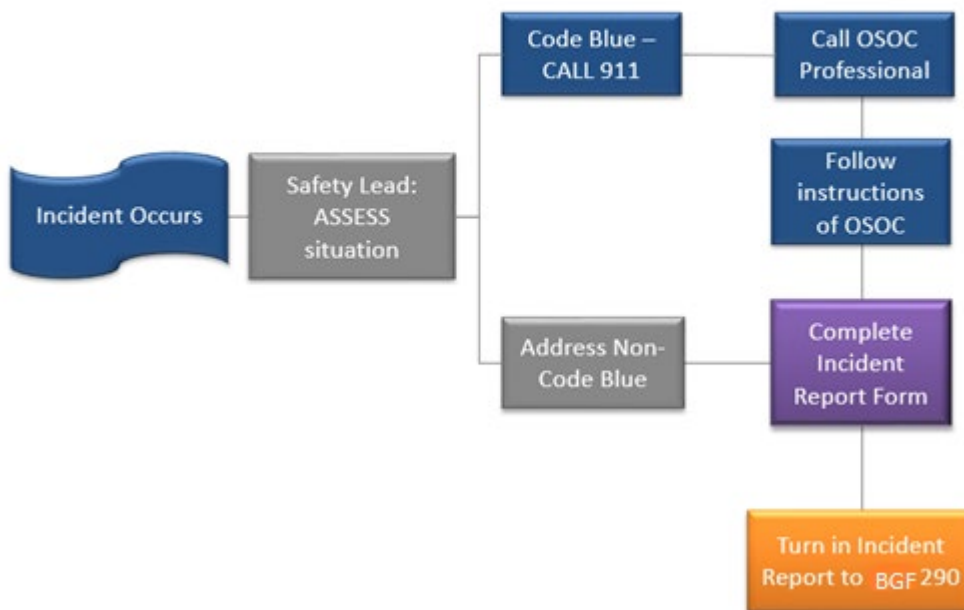 Code Blue –
CALL 911
Call OSOC
Professional
Incident Occurs
Safety Lead:
ASSESS
situation
Follow
instructions
of OSOC
Address Non-
Code Blue
Complete
Incident
Report Form
Turn in Incident
Report to BGF 290